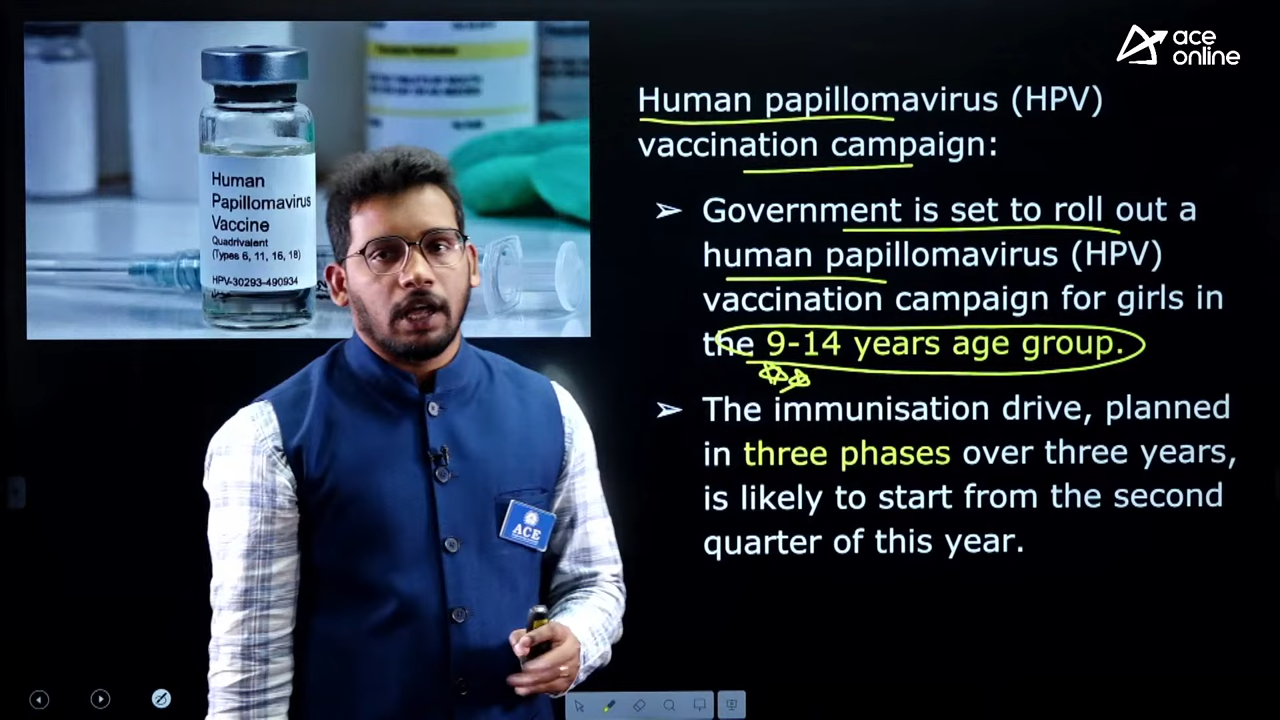 ace
online
Human papillomavirus (HPV)
vaccination campaign:
➢ Government is set to roll out a
human papillomavirus (HPV)
vaccination campaign for girls in
the 9-14 years age group.
➢ The immunisation drive, planned
in three phases over three years,
is likely to start from the second
quarter of this year.
Human
Papillomavirus
Vaccine
Quadrivalent
(Types 6, 11, 16, 18)
HPV-30293-490934
ACE